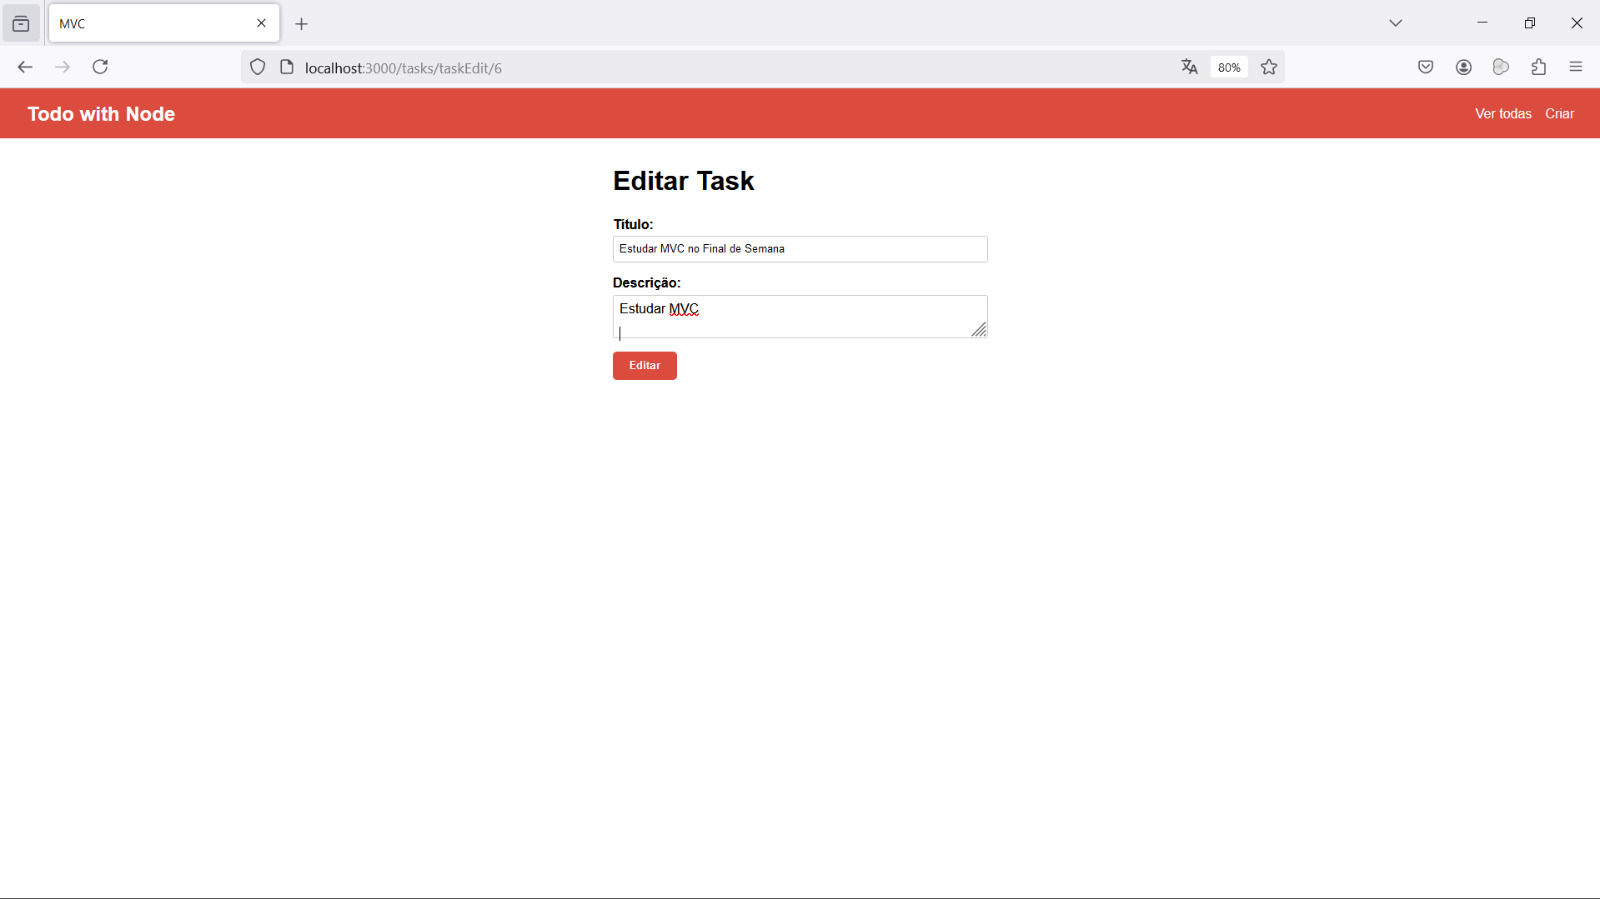 MVC
localhost:3000/tasks/taskEdit/6
80%
Todo with Node
Ver todas
Criar
Editar Task
Título:
Estudar MVC no Final de Semana
Descrição:
Estudar MVC
Editar